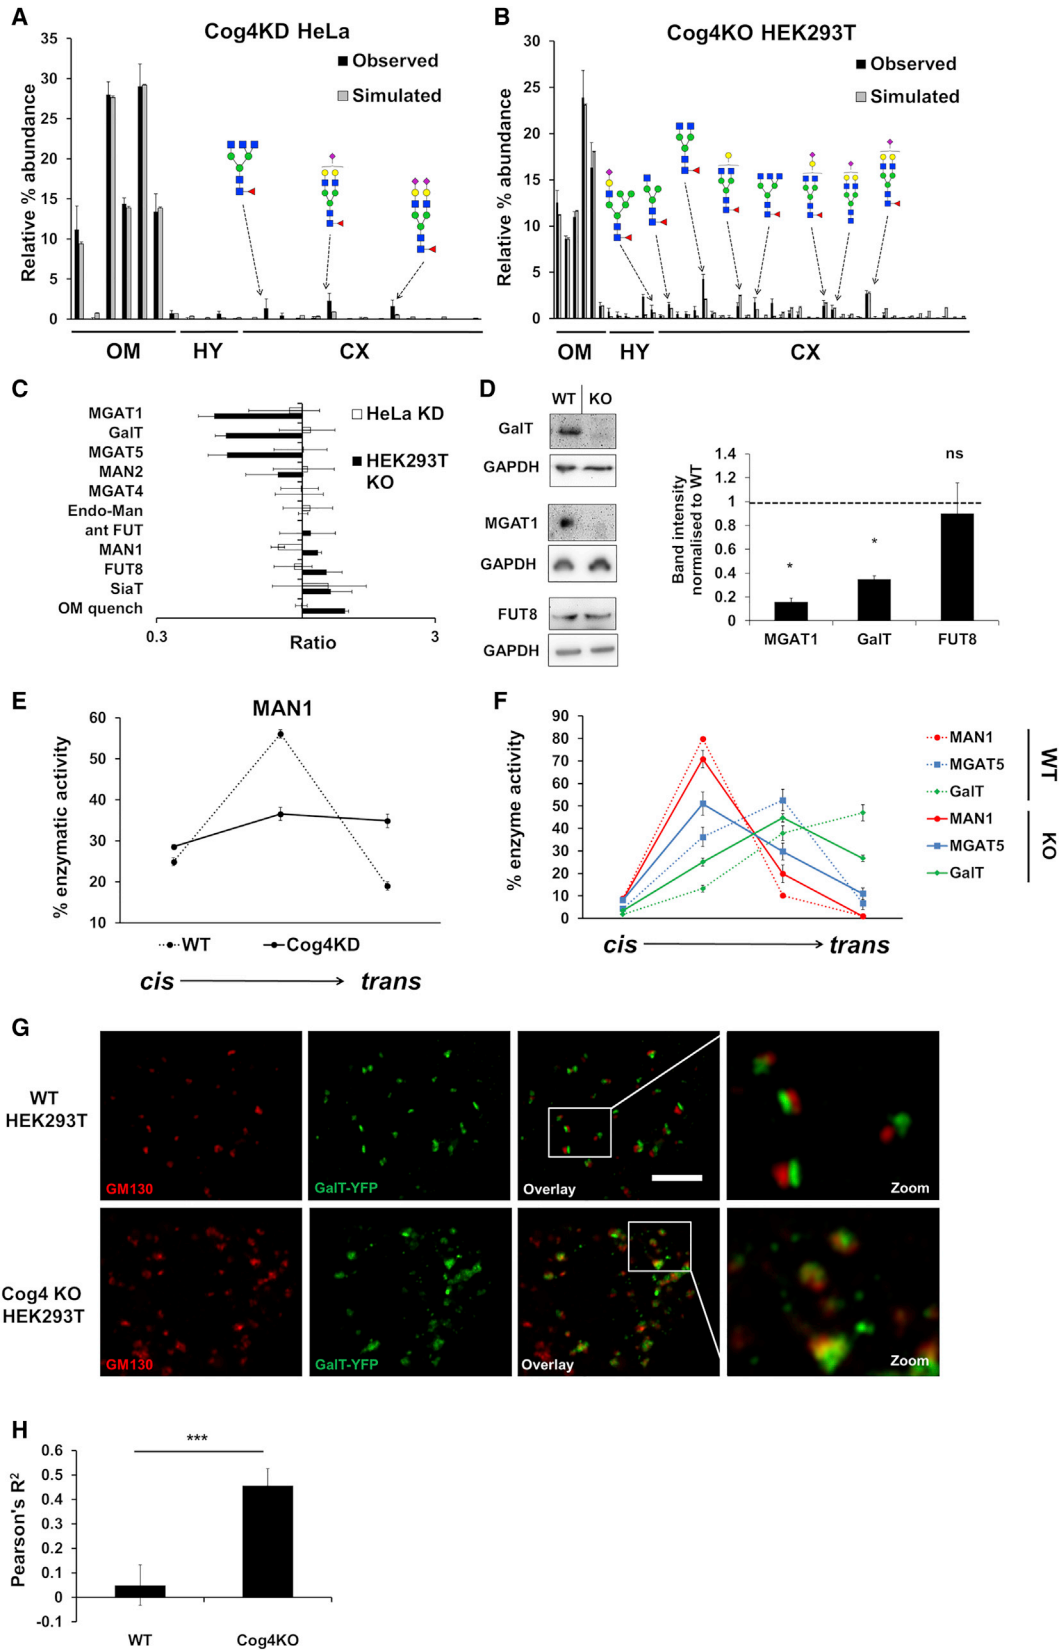 A
Cog4KD HeLa
Relative % abundance
35
30
25
20
15
10
5
0
Observed
Simulated
OM
HY
CX
B
Cog4KO HEK293T
Relative % abundance
30
25
20
15
10
5
0
Observed
Simulated
OM
HY
CX
C
MGAT1
GalT
MGAT5
MAN2
MGAT4
Endo-Man
ant FUT
MAN1
FUT8
SiaT
OM quench
HeLa KD
HEK293T
KO
0.3
Ratio
3
D
WT
KO
GalT
GAPDH
MGAT1
GAPDH
FUT8
GAPDH
Band intensity
normalised to WT
1.4
1.2
1
0.8
0.6
0.4
0.2
0
*
*
ns
MGAT1
GalT
FUT8
E
MAN1
% enzymatic activity
60
50
40
30
20
10
WT
Cog4KD
cis
trans
F
% enzyme activity
90
80
70
60
50
40
30
20
10
0
cis
trans
MAN1
MGAT5
GalT
WT
MAN1
MGAT5
GalT
KO
G
WT
HEK293T
GM130
GalT-YFP
Overlay
Zoom
Cog4 KO
HEK293T
GM130
GalT-YFP
Overlay
Zoom
H
Pearson's R²
0.6
0.5
0.4
0.3
0.2
0.1
0
-0.1
***
WT
Cog4KO